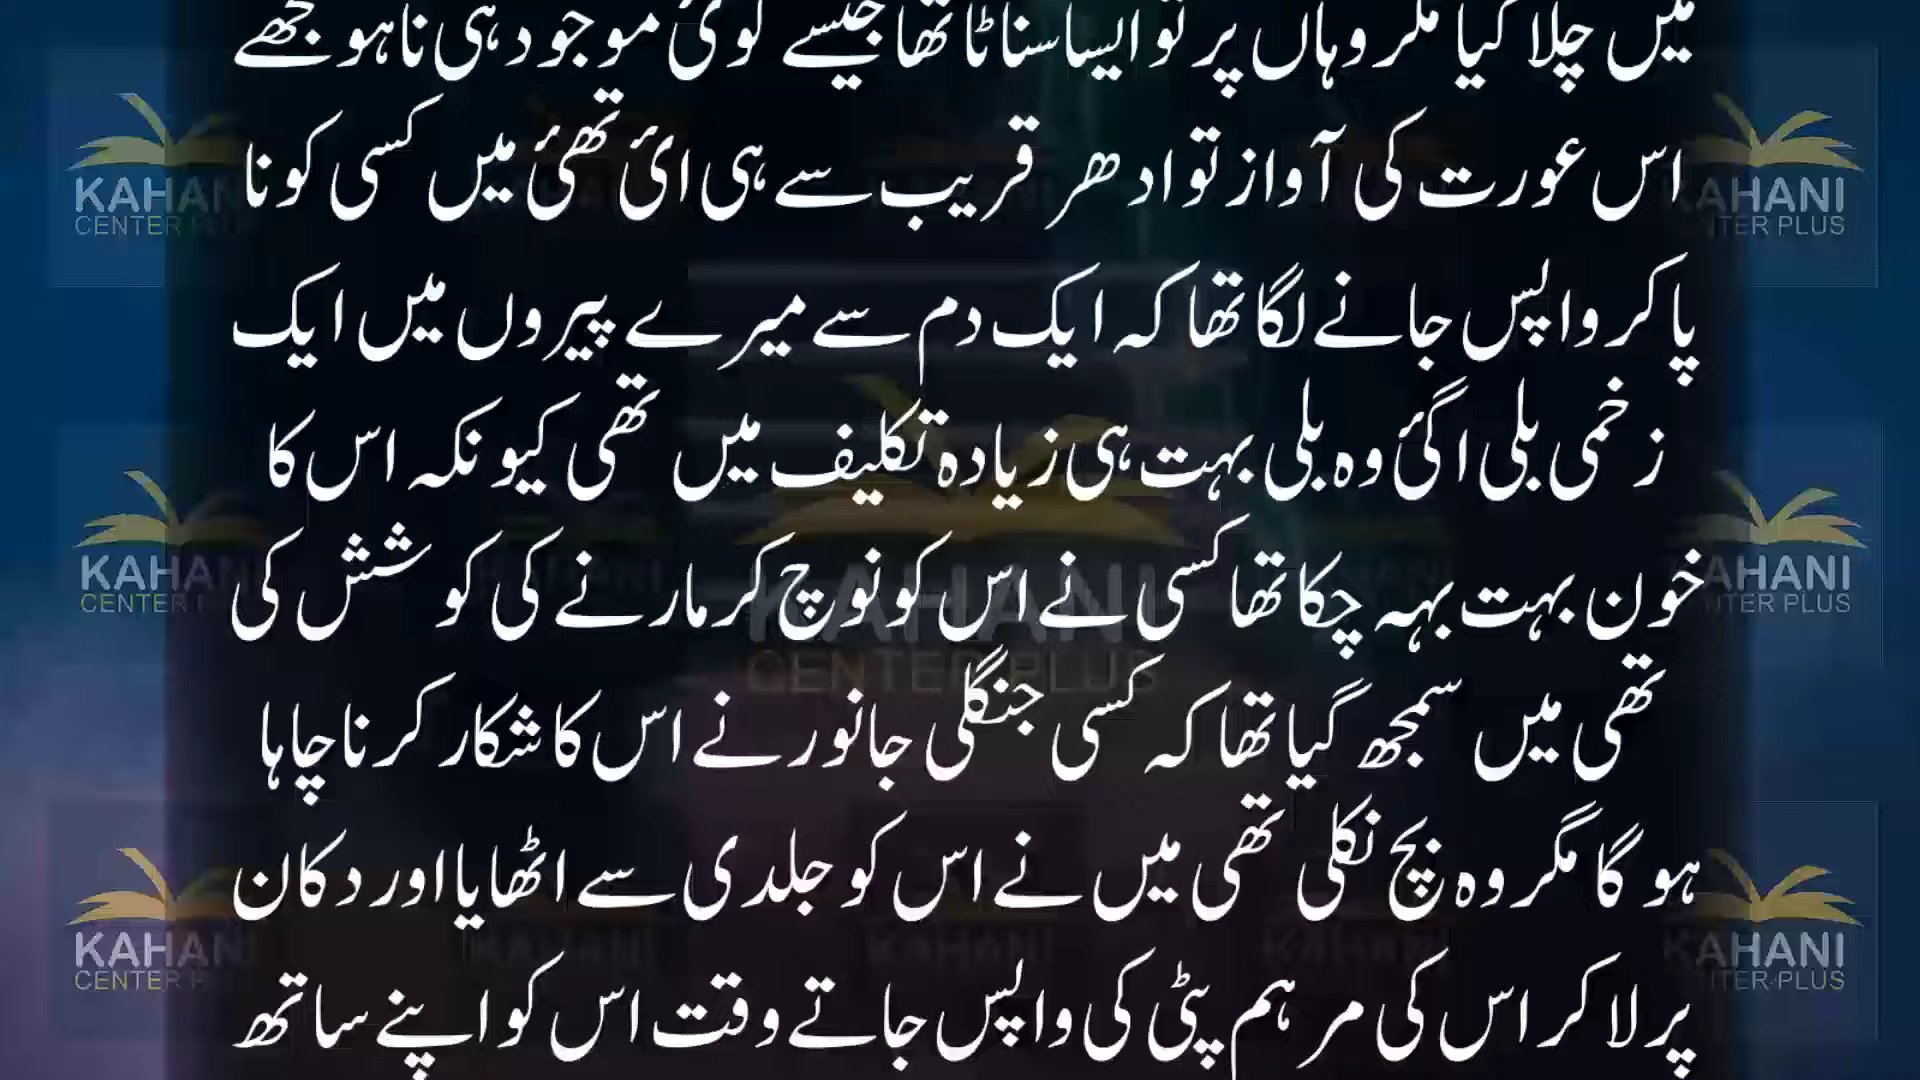 میں چلا گیا مگر وہاں پر تو ایسا سناٹا تھا جیسے کوئ موجود ہی نا ہو مجھے
اس عورت کی آواز تو ادھر قریب سے ہی ائ تھئ میں کسی کو نا
پا کر واپس جانے لگا تھا کہ ایک دم سے میرے پیروں میں ایک
زخمی بلی اگئ وہ بلی بہت ہی زیادہ تکلیف میں تھی کیونکہ اس کا
خون بہت بہہ چکا تھا کسی نے اس کو نوچ کر مارنے کی کوشش کی
تھی میں سمجھ گیا تھا کہ کسی جنگلی جانور نے اس کا شکار کرنا چاہا
ہو گا مگر وہ بچ نکلی تھی میں نے اس کو جلدی سے اٹھایا اور دکان
پر لا کر اس کی مرہم پٹی کی واپس جاتے وقت اس کو اپنے ساتھ
KAHANI
CENTER PLUS